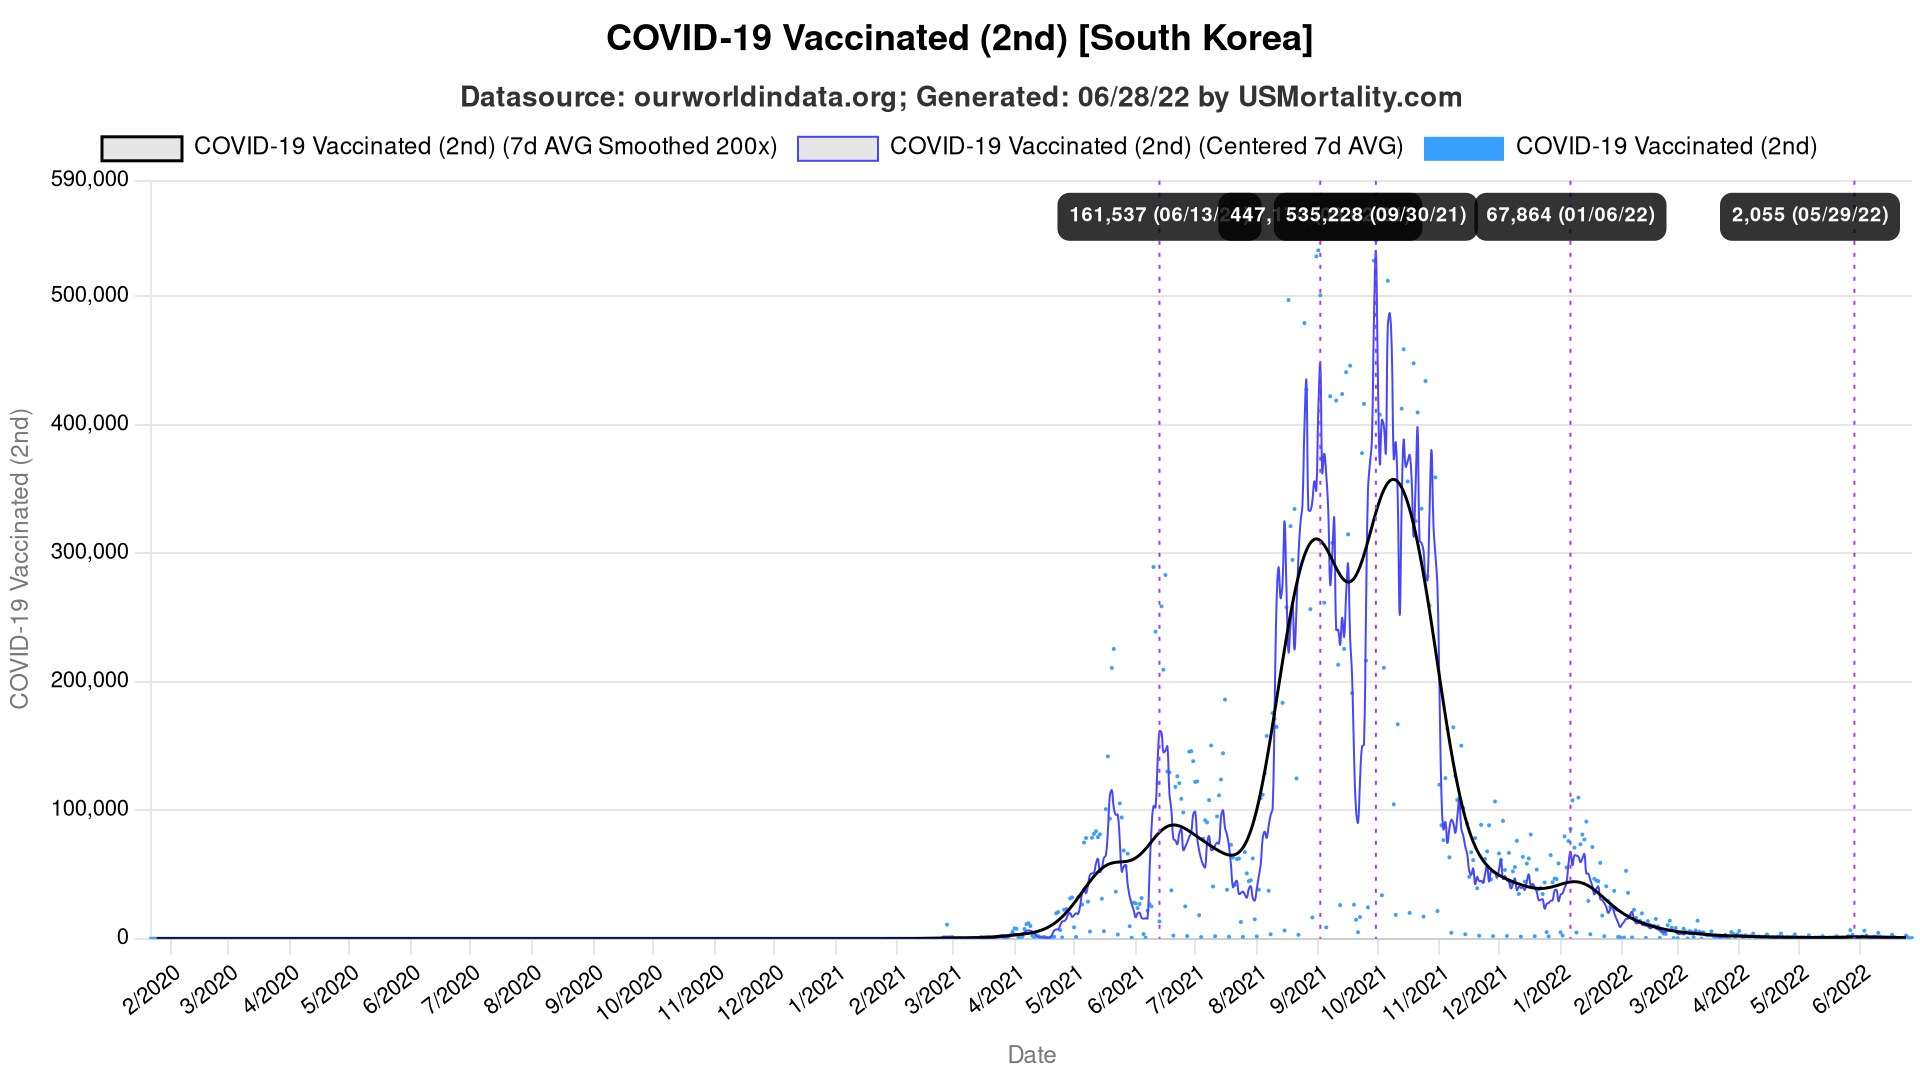 COVID-19 Vaccinated (2nd) [South Korea]
Datasource: ourworldindata.org; Generated: 06/28/22 by USMortality.com
COVID-19 Vaccinated (2nd) (7d AVG Smoothed 200x) COVID-19 Vaccinated (2nd) (Centered 7d AVG) COVID-19 Vaccinated (2nd)
590,000
161,537 (06/13/ 447,1 535,228 (09/30/21) 67,864 (01/06/22) 2,055 (05/29/22)
500,000
400,000
300,000
200,000
100,000
0
COVID-19 Vaccinated (2nd)
2/2020 3/2020 4/2020 5/2020 6/2020 7/2020 8/2020 9/2020 10/2020 11/2020 12/2020 1/2021 2/2021 3/2021 4/2021 5/2021 6/2021 7/2021 8/2021 9/2021 10/2021 11/2021 12/2021 1/2022 2/2022 3/2022 4/2022 5/2022 6/2022
Date